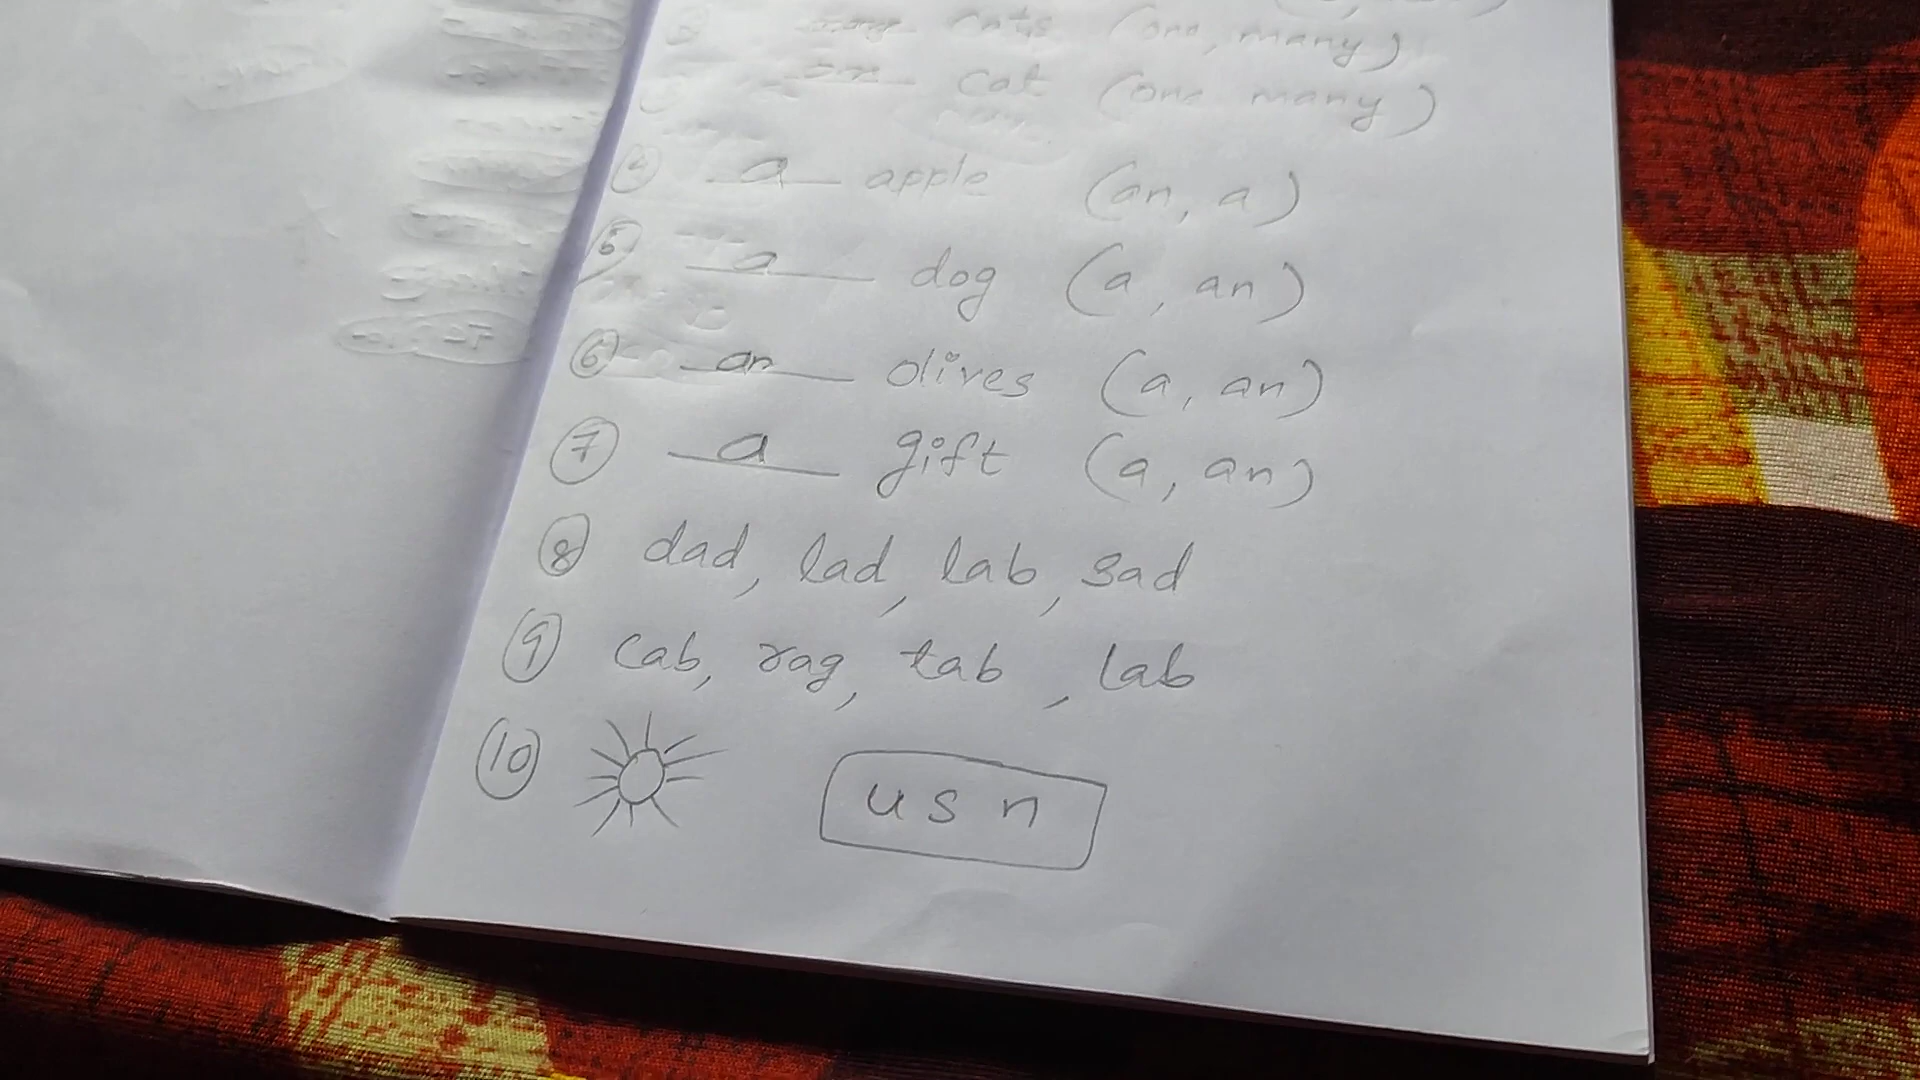 cats (one, many)
on cat (one many)
④ a apple (an, a)
⑤ a dog (a, an)
⑥ an olives (a, an)
⑦ a gift (a, an)
⑧ dad, lad, lab, sad
⑨ cab, rag, tab, lab
⑩ u s n